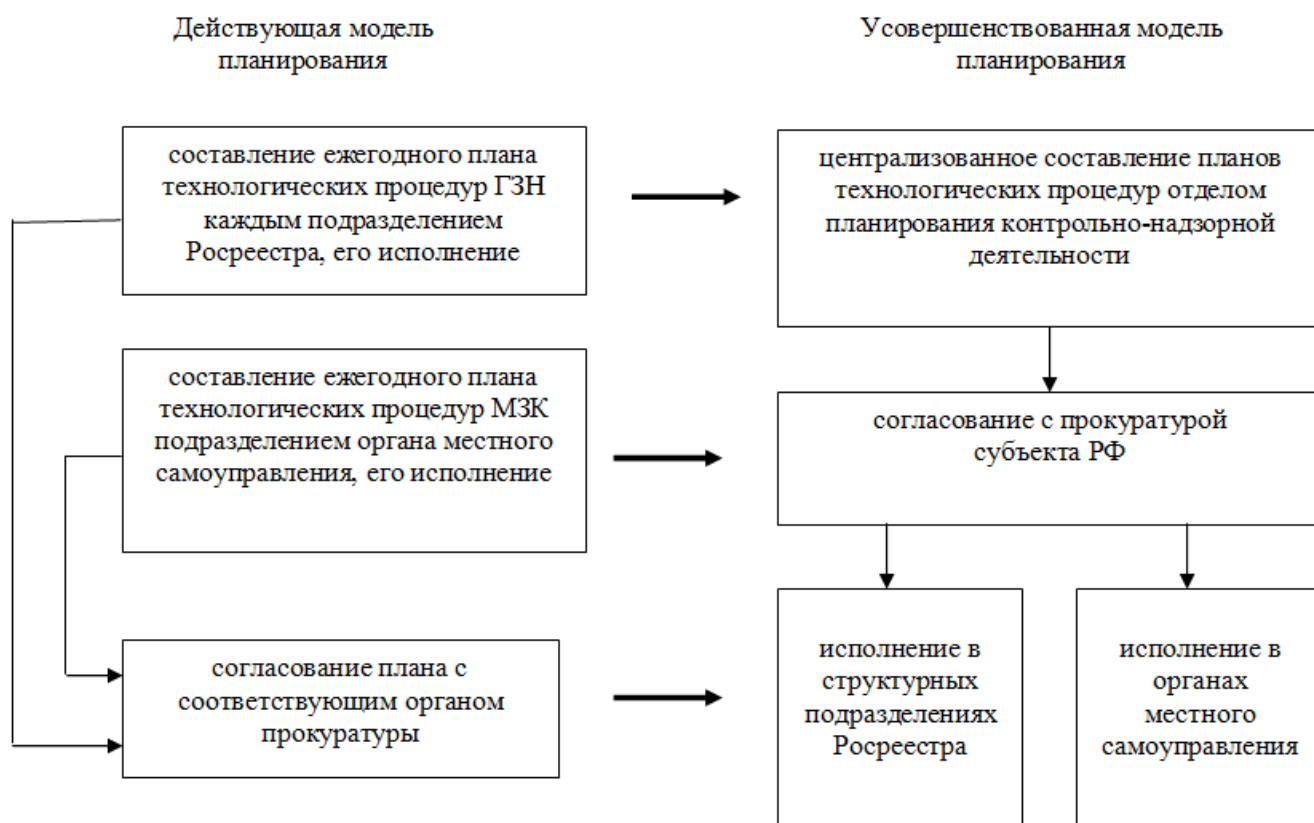 Действующая модель
планирования
Усовершенствованная модель
планирования
составление ежегодного плана
технологических процедур ГЗН
каждым подразделением
Росреестра, его исполнение
централизованное составление планов
технологических процедур отделом
планирования контрольно-надзорной
деятельности
составление ежегодного плана
технологических процедур МЗК
подразделением органа местного
самоуправления, его исполнение
согласование с прокуратурой
субъекта РФ
согласование плана с
соответствующим органом
прокуратуры
исполнение в
структурных
подразделениях
Росреестра
исполнение в
органах
местного
самоуправления